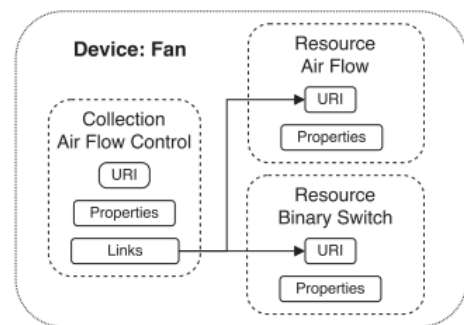 Device: Fan
Collection
Air Flow Control
URI
Properties
Links
Resource
Air Flow
URI
Properties
Resource
Binary Switch
URI
Properties